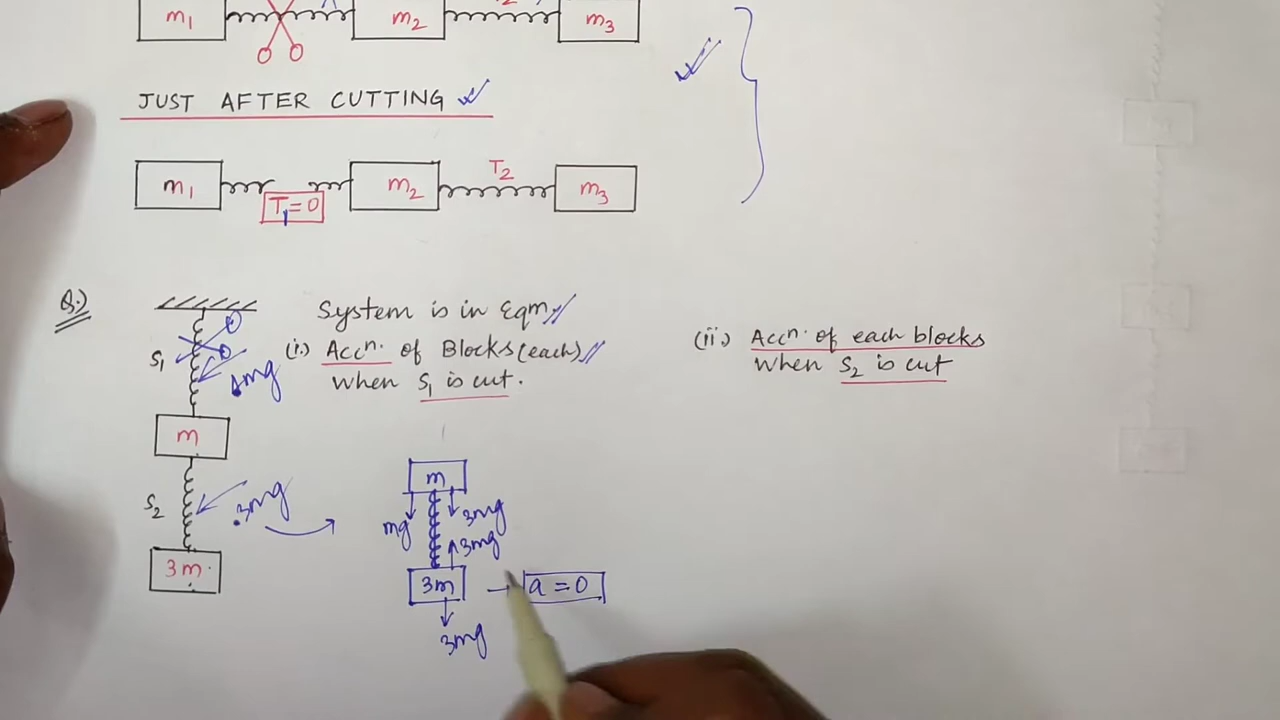 m₁ m₂ m₃
JUST AFTER CUTTING
m₁ T₁=0 m₂ T₂ m₃
Q.) System is in Eqm
(i.) Accⁿ. of Blocks (each)
when S₁ is cut.
(ii) Accⁿ. of each blocks
when S₂ is cut
S₁ 4mg
m
S₂ 3mg
3m
m
mg 3mg
3mg
3m → a = 0
3mg